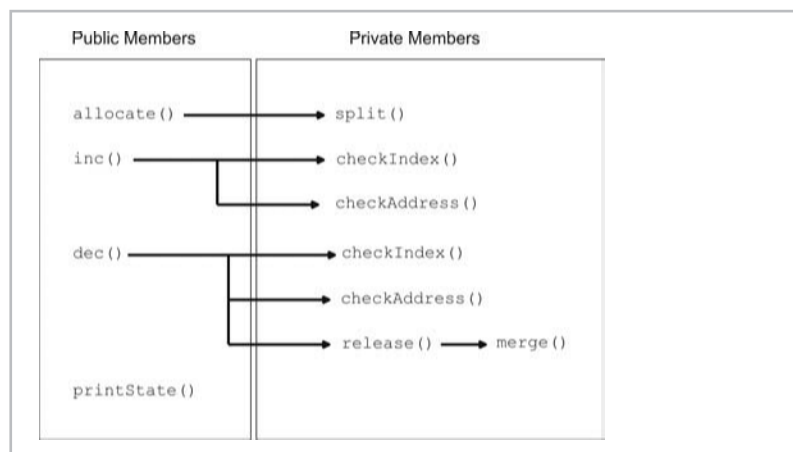 Public Members Private Members
allocate() split()
inc() checkIndex()
checkAddress()
dec() checkIndex()
checkAddress()
release() merge()
printState()